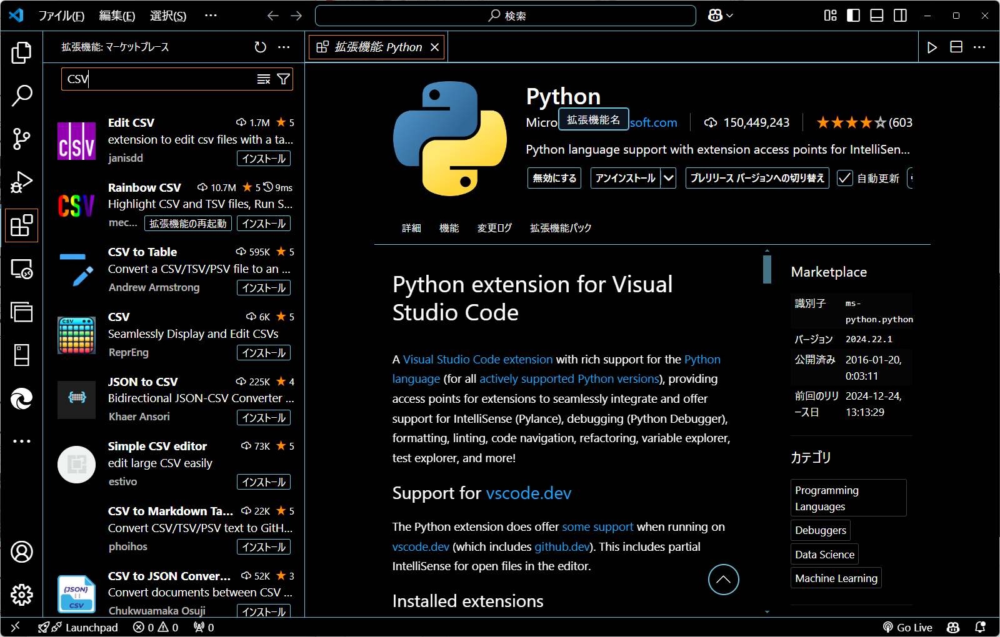 ファイル(F) 編集(E) 選択(S) ···
検索
拡張機能: マーケットプレース
拡張機能: Python
CSV
Edit CSV 1.7M 5
extension to edit csv files with a ta...
janisdd インストール
Rainbow CSV 10.7M 5 9ms
Highlight CSV and TSV files, Run S...
mec... 拡張機能の再起動 インストール
CSV to Table 595K 5
Convert a CSV/TSV/PSV file to an ...
Andrew Armstrong インストール
CSV
CSV 6K 5
Seamlessly Display and Edit CSVs
ReprEng インストール
JSON to CSV 225K 4
Bidirectional JSON-CSV Converter ...
Khaer Ansori インストール
Simple CSV editor 73K 5
edit large CSV easily
estivo インストール
CSV to Markdown Ta... 22K 5
Convert CSV/TSV/PSV text to GitH...
phoihos インストール
{JSON}
CSV
CSV to JSON Conver... 52K 3
Convert documents between CSV ...
Chukwuamaka Osuji インストール
Python
Micro 拡張機能名 soft.com 150,449,243 (603
Python language support with extension access points for IntelliSen...
無効にする アンインストール プレリリース バージョンへの切り替え 自動更新
詳細 機能 変更ログ 拡張機能パック
Python extension for Visual
Studio Code
A Visual Studio Code extension with rich support for the Python
language (for all actively supported Python versions), providing
access points for extensions to seamlessly integrate and offer
support for IntelliSense (Pylance), debugging (Python Debugger),
formatting, linting, code navigation, refactoring, variable explorer,
test explorer, and more!
Support for vscode.dev
The Python extension does offer some support when running on
vscode.dev (which includes github.dev). This includes partial
IntelliSense for open files in the editor.
Installed extensions
Marketplace
識別子 ms-
python.python
バージョン 2024.22.1
公開済み 2016-01-20,
0:03:11
前回のリリ 2024-12-24,
ース日 13:13:29
カテゴリ
Programming
Languages
Debuggers
Data Science
Machine Learning
Launchpad 0 0 0 Go Live